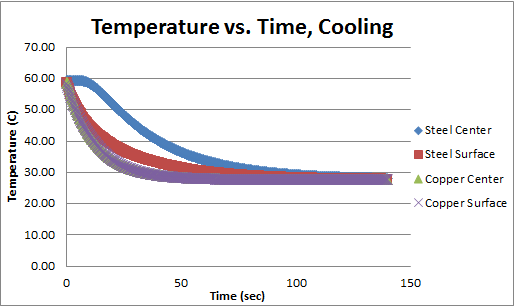 Temperature vs. Time, Cooling
70.00
60.00
50.00
40.00
30.00
20.00
10.00
0.00
Temperature (C)
0
50
100
150
Time (sec)
Steel Center
Steel Surface
Copper Center
Copper Surface